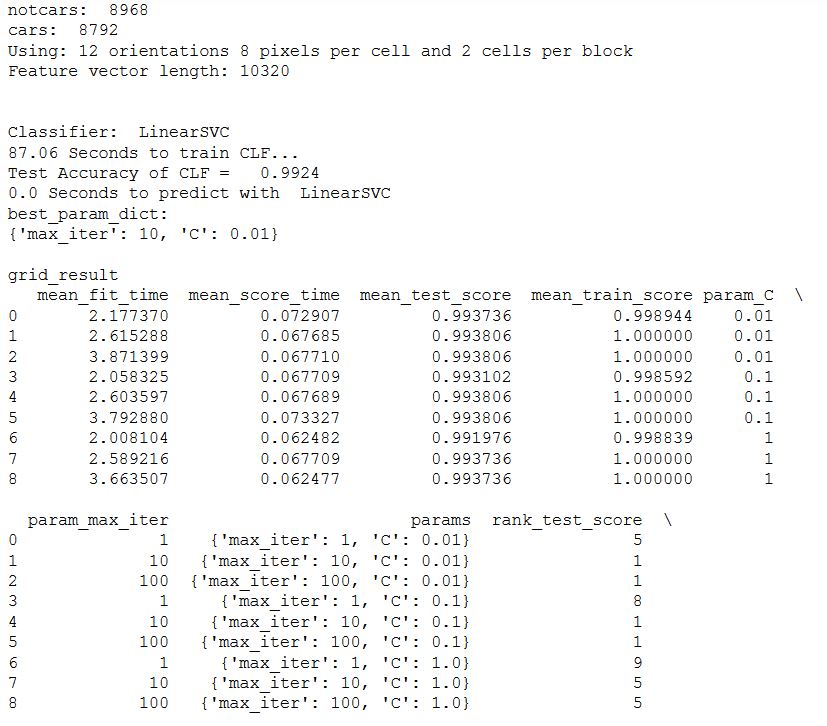 notcars:  8968
cars:  8792
Using: 12 orientations 8 pixels per cell and 2 cells per block
Feature vector length: 10320
Classifier:  LinearSVC
87.06 Seconds to train CLF...
Test Accuracy of CLF =   0.9924
0.0 Seconds to predict with  LinearSVC
best_param_dict:
{'max_iter': 10, 'C': 0.01}
grid_result
   mean_fit_time  mean_score_time  mean_test_score  mean_train_score param_C  \
0       2.177370         0.072907         0.993736          0.998944    0.01
1       2.615288         0.067685         0.993806          1.000000    0.01
2       3.871399         0.067710         0.993806          1.000000    0.01
3       2.058325         0.067709         0.993102          0.998592     0.1
4       2.603597         0.067689         0.993806          1.000000     0.1
5       3.792880         0.073327         0.993806          1.000000     0.1
6       2.008104         0.062482         0.991976          0.998839       1
7       2.589216         0.067709         0.993736          1.000000       1
8       3.663507         0.062477         0.993736          1.000000       1
  param_max_iter                        params  rank_test_score  \
0              1    {'max_iter': 1, 'C': 0.01}                5
1             10   {'max_iter': 10, 'C': 0.01}                1
2            100  {'max_iter': 100, 'C': 0.01}                1
3              1     {'max_iter': 1, 'C': 0.1}                8
4             10    {'max_iter': 10, 'C': 0.1}                1
5            100   {'max_iter': 100, 'C': 0.1}                1
6              1     {'max_iter': 1, 'C': 1.0}                9
7             10    {'max_iter': 10, 'C': 1.0}                5
8            100   {'max_iter': 100, 'C': 1.0}                5